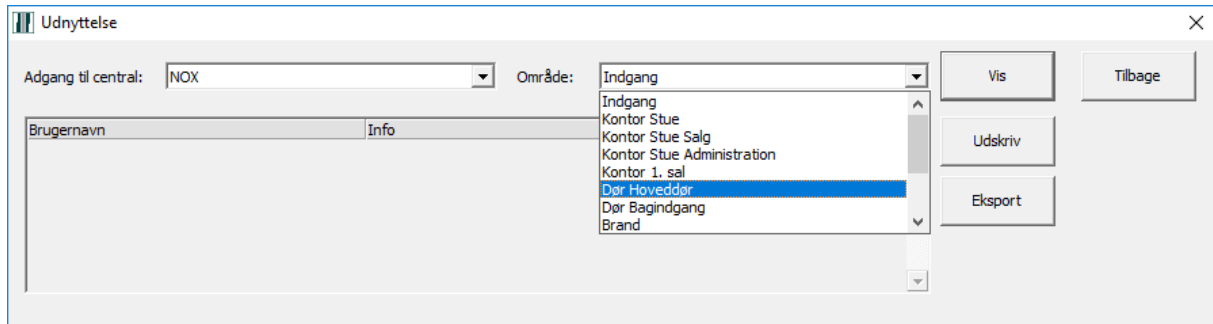 Udnyttelse
Adgang til central: NOX Område: Indgang Vis Tilbage
Indgang
Kontor Stue
Kontor Stue Salg
Kontor Stue Administration
Kontor 1. sal
Dør Hoveddør
Dør Bagindgang
Brand
Brugernavn Info
Udskriv
Eksport